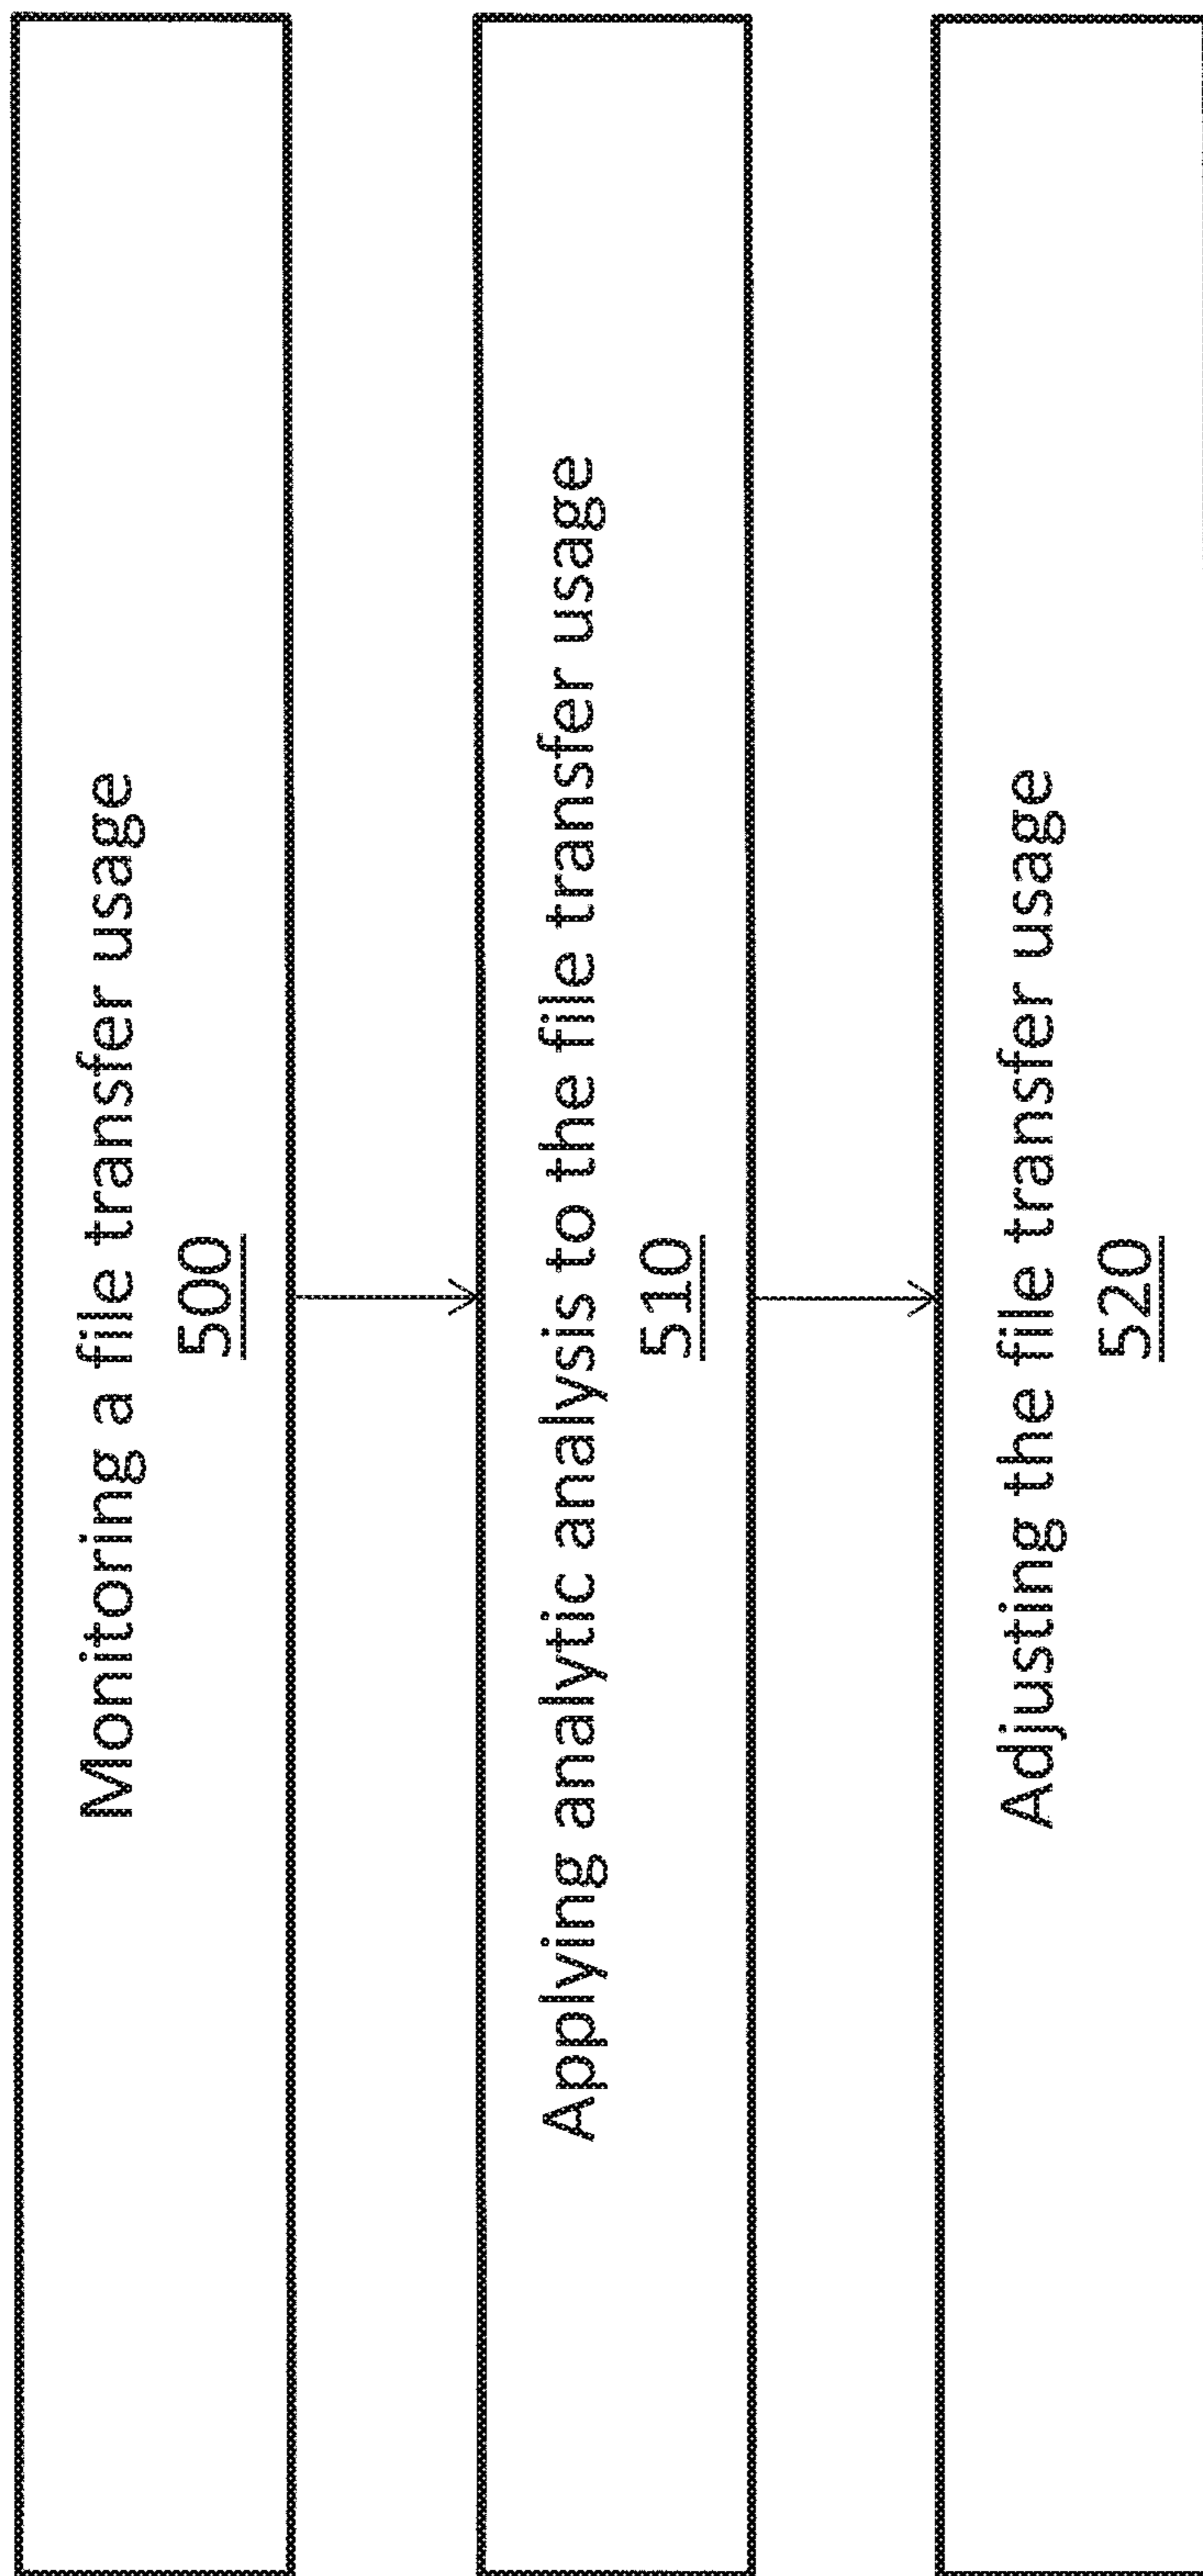 Monitoring a file transfer usage
500
Applying analytic analysis to the file transfer usage
510
Adjusting the file transfer usage
520